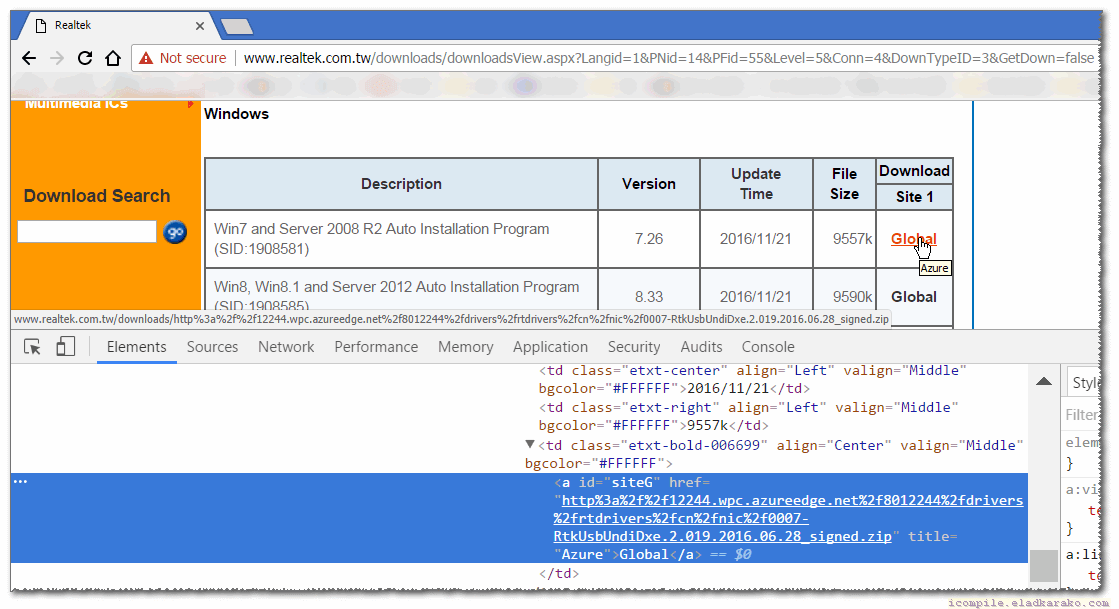 Realtek
Not secure | www.realtek.com.tw/downloads/downloadsView.aspx?Langid=1&PNid=14&PFid=55&Level=5&Conn=4&DownTypeID=3&GetDown=false
Multimedia ICs
Windows
Download Search
go
Description Version Update Time File Size Download
Site 1
Win7 and Server 2008 R2 Auto Installation Program
(SID:1908581)
7.26 2016/11/21 9557k Global
Azure
Win8, Win8.1 and Server 2012 Auto Installation Program
(SID:1908585)
8.33 2016/11/21 9590k Global
www.realtek.com.tw/downloads/http%3a%2f%2f12244.wpc.azureedge.net%2f8012244%2fdrivers%2frtdrivers%2fcn%2fnic%2f0007-RtkUsbUndiDxe.2.019.2016.06.28_signed.zip
Elements Sources Network Performance Memory Application Security Audits Console
<td class="etxt-center" align="Left" valign="Middle"
bgcolor="#FFFFFF">2016/11/21</td>
<td class="etxt-right" align="Left" valign="Middle"
bgcolor="#FFFFFF">9557k</td>
<td class="etxt-bold-006699" align="Center" valign="Middle"
bgcolor="#FFFFFF">
<a id="siteG" href=
"http%3a%2f%2f12244.wpc.azureedge.net%2f8012244%2fdrivers
%2frtdrivers%2fcn%2fnic%2f0007-
RtkUsbUndiDxe.2.019.2016.06.28_signed.zip" title=
"Azure">Global</a> == $0
</td>
Style
Filter
elem
}
a:vi
te
}
a:li
te
icompile.eladkarako.com